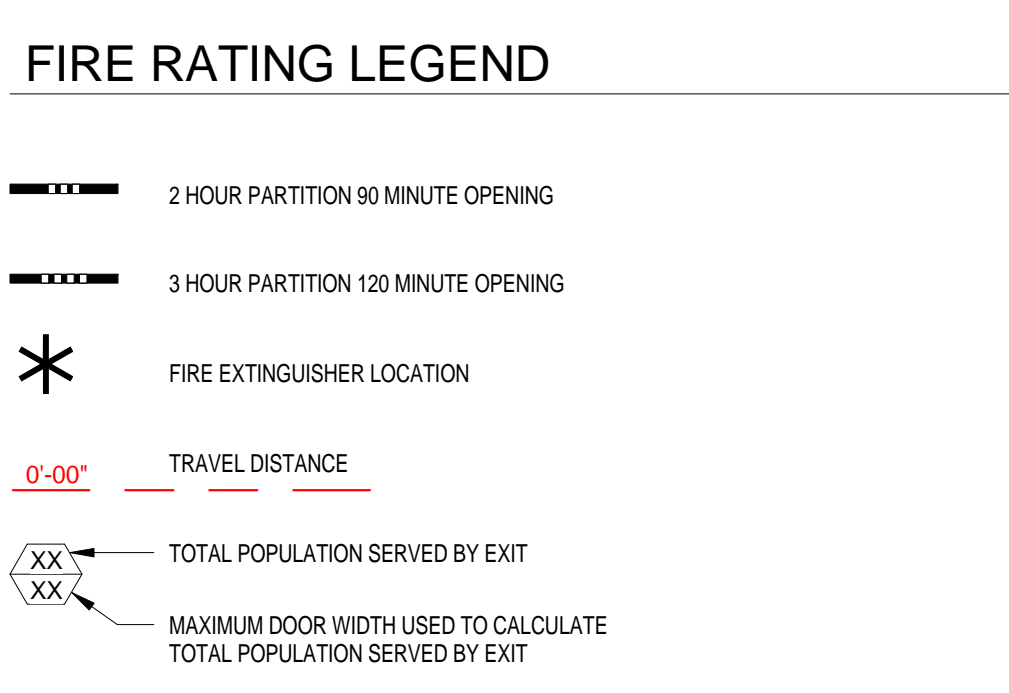 FIRE RATING LEGEND
2 HOUR PARTITION 90 MINUTE OPENING
3 HOUR PARTITION 120 MINUTE OPENING
FIRE EXTINGUISHER LOCATION
0'-00"
TRAVEL DISTANCE
XX
TOTAL POPULATION SERVED BY EXIT
XX
MAXIMUM DOOR WIDTH USED TO CALCULATE
TOTAL POPULATION SERVED BY EXIT